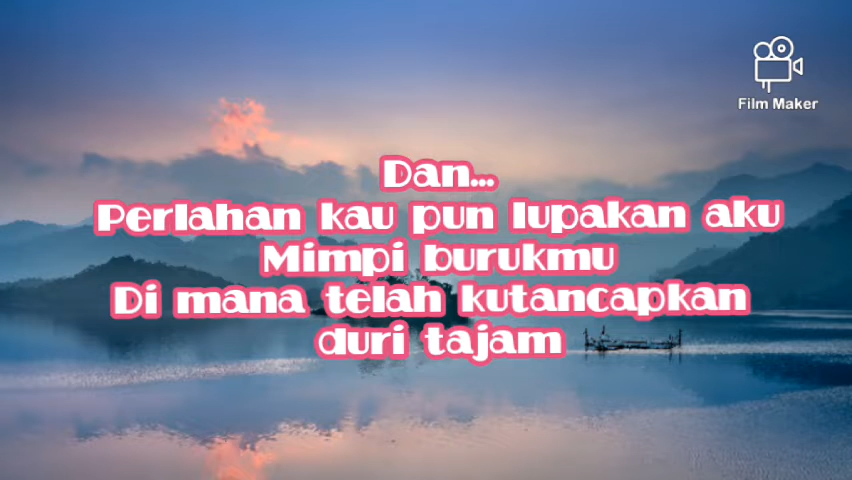 Film Maker
Dan...
Perlahan kau pun lupakan aku
Mimpi burukmu
Di mana telah kutancapkan
duri tajam